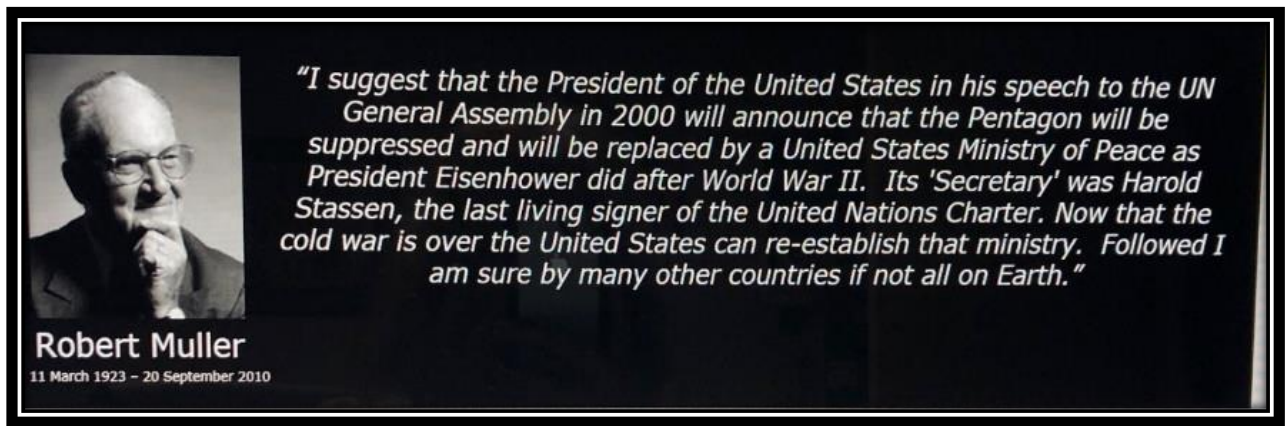 "I suggest that the President of the United States in his speech to the UN
General Assembly in 2000 will announce that the Pentagon will be
suppressed and will be replaced by a United States Ministry of Peace as
President Eisenhower did after World War II.  Its 'Secretary' was Harold
Stassen, the last living signer of the United Nations Charter. Now that the
cold war is over the United States can re-establish that ministry.  Followed I
am sure by many other countries if not all on Earth."
Robert Muller
11 March 1923 – 20 September 2010